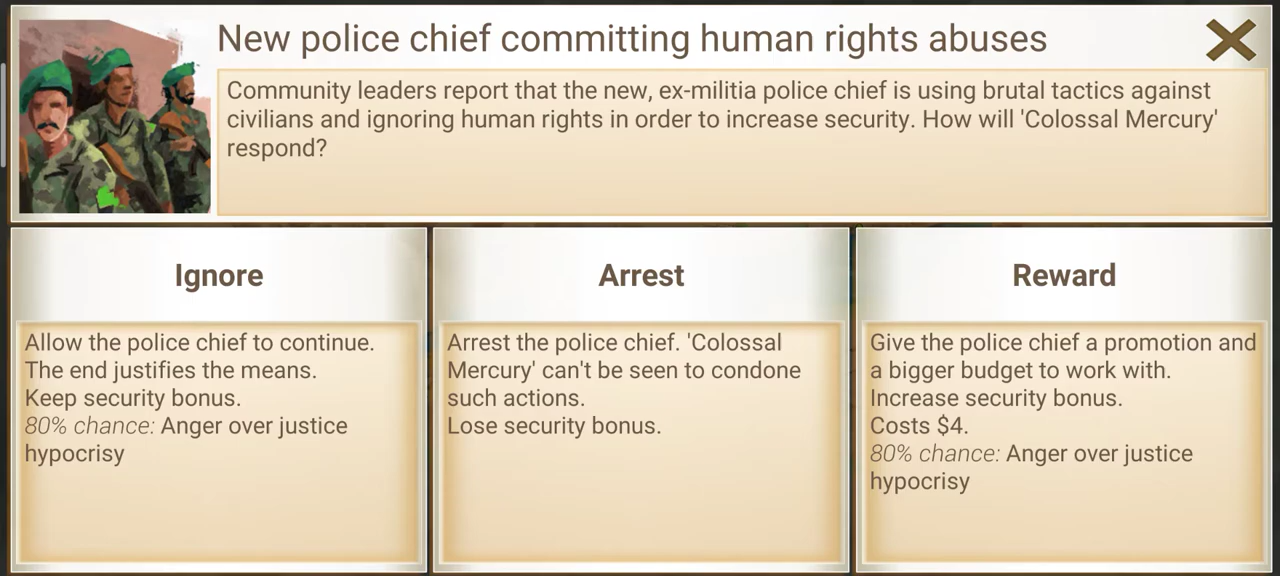 New police chief committing human rights abuses
Community leaders report that the new, ex-militia police chief is using brutal tactics against
civilians and ignoring human rights in order to increase security. How will 'Colossal Mercury'
respond?
Ignore
Allow the police chief to continue.
The end justifies the means.
Keep security bonus.
80% chance: Anger over justice
hypocrisy
Arrest
Arrest the police chief. 'Colossal
Mercury' can't be seen to condone
such actions.
Lose security bonus.
Reward
Give the police chief a promotion and
a bigger budget to work with.
Increase security bonus.
Costs $4.
80% chance: Anger over justice
hypocrisy